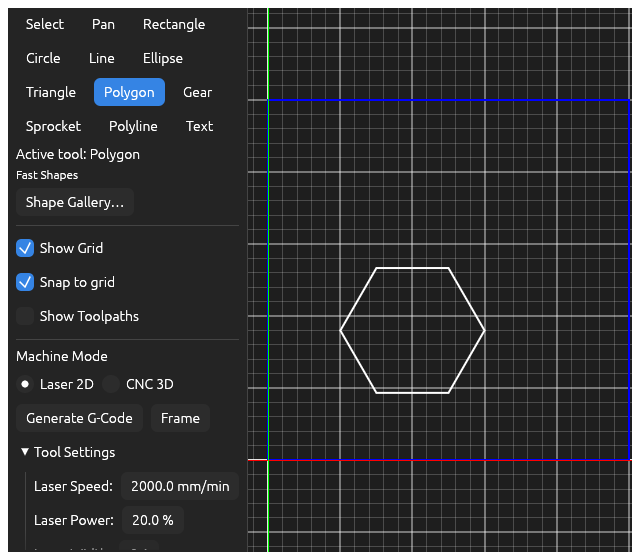 Select Pan Rectangle
Circle Line Ellipse
Triangle Polygon Gear
Sprocket Polyline Text
Active tool: Polygon
Fast Shapes
Shape Gallery...
Show Grid
Snap to grid
Show Toolpaths
Machine Mode
Laser 2D CNC 3D
Generate G-Code Frame
Tool Settings
Laser Speed: 2000.0 mm/min
Laser Power: 20.0 %